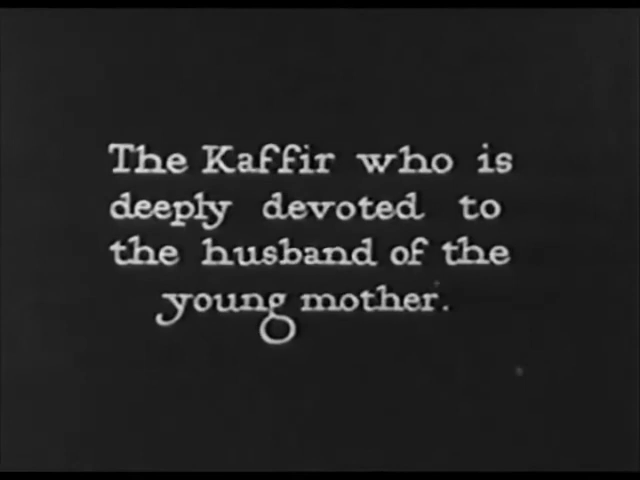 The Kaffir who is
deeply devoted to
the husband of the
young mother.